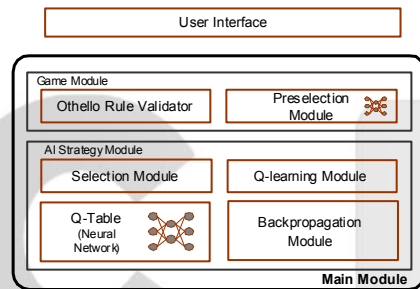 User Interface
Game Module
Othello Rule Validator
Preselection
Module
AI Strategy Module
Selection Module
Q-learning Module
Q-Table
(Neural
Network)
Backpropagation
Module
Main Module